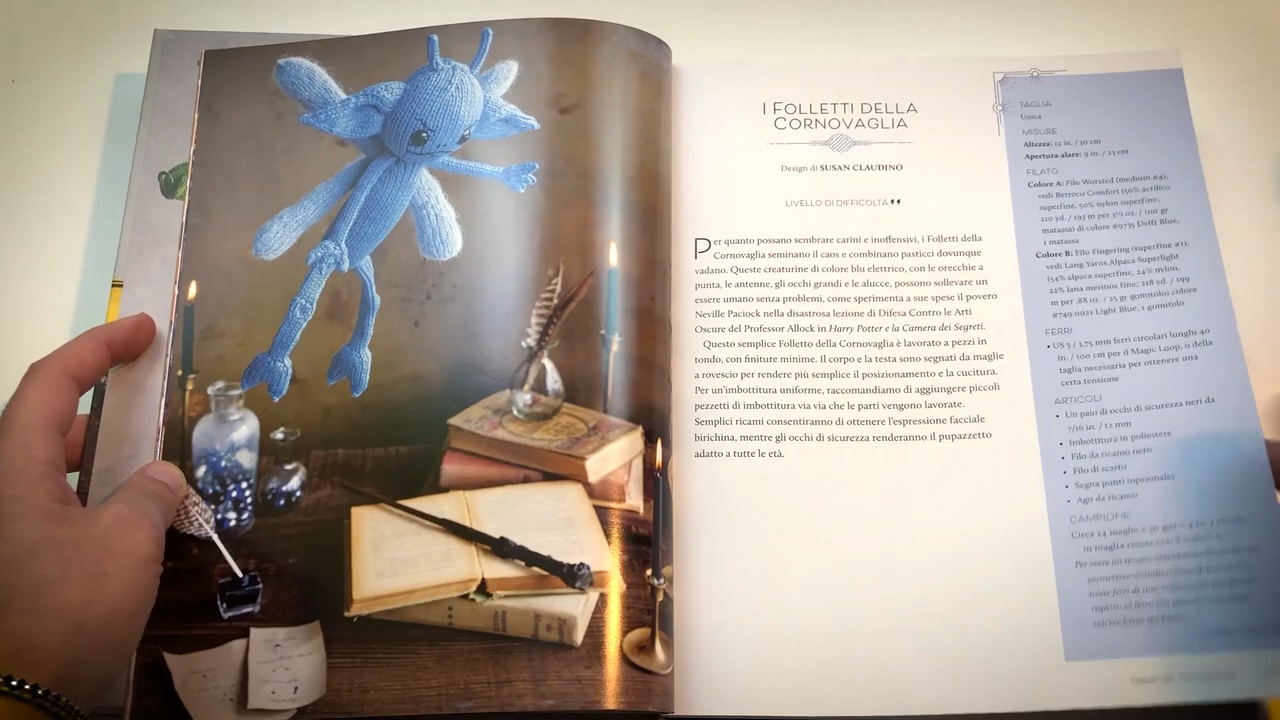 I FOLLETTI DELLA
CORNOVAGLIA
Design di SUSAN CLAUDINO
LIVELLO DI DIFFICOLTÀ
Per quanto possano sembrare carini e inoffensivi, i Folletti della
Cornovaglia seminano il caos e combinano pasticci dovunque
vadano. Queste creaturine di colore blu elettrico, con le orecchie a
punta, le antenne, gli occhi grandi e le alucce, possono sollevare un
essere umano senza problemi, come sperimenta a sue spese il povero
Neville Paciock nella disastrosa lezione di Difesa Contro le Arti
Oscure del Professor Allock in Harry Potter e la Camera dei Segreti.
Questo semplice Folletto della Cornovaglia è lavorato a pezzi in
tondo, con finiture minime. Il corpo e la testa sono segnati da maglie
a rovescio per rendere più semplice il posizionamento e la cucitura.
Per un'imbottitura uniforme, raccomandiamo di aggiungere piccoli
pezzetti di imbottitura via via che le parti vengono lavorate.
Semplici ricami consentiranno di ottenere l'espressione facciale
birichina, mentre gli occhi di sicurezza renderanno il pupazzetto
adatto a tutte le età.
TAGLIA
Unica
MISURE
Altezza: 12 in. / 30 cm
Apertura alare: 9 in. / 23 cm
FILATO
Colore A: Filo Worsted (medium #4),
vedi Berroco Comfort (50% acrilico
superfine, 50% nylon superfine;
210 yd. / 193 m per 3½ oz. / 100 gr
matassa) di colore #9735 Delft Blue,
1 matassa
Colore B: Filo Fingering (superfine #1),
vedi Lang Yarns Alpaca Superlight
(54% alpaca superfine, 24% nylon,
22% lana merinos fine; 218 yd. / 199
m per .88 oz. / 25 gr gomitolo) colore
#749.0021 Light Blue, 1 gomitolo
FERRI
• US 5 / 3.75 mm ferri circolari lunghi 40
in. / 100 cm per il Magic Loop, o della
taglia necessaria per ottenere una
certa tensione
ARTICOLI
• Un paio di occhi di sicurezza neri da
7/16 in. / 12 mm
• Imbottitura in poliestere
• Filo da ricamo nero
• Filo di scarto
• Segna punti (opzionale)
• Ago da ricamo
CAMPIONE
Circa 24 maglie e 30
in maglia rasata